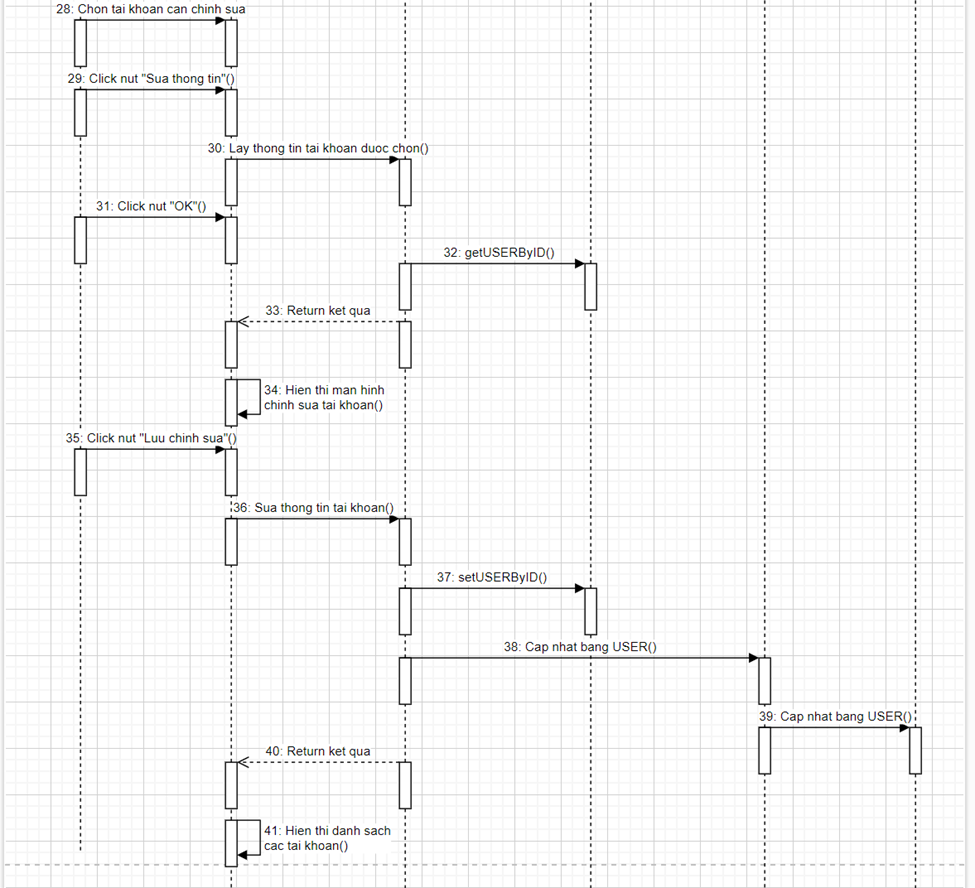 28: Chon tai khoan can chinh sua
29: Click nut "Sua thong tin"()
30: Lay thong tin tai khoan duoc chon()
31: Click nut "OK"()
32: getUSERByID()
33: Return ket qua
34: Hien thi man hinh
chinh sua tai khoan()
35: Click nut "Luu chinh sua"()
36: Sua thong tin tai khoan()
37: setUSERByID()
38: Cap nhat bang USER()
39: Cap nhat bang USER()
40: Return ket qua
41: Hien thi danh sach
cac tai khoan()